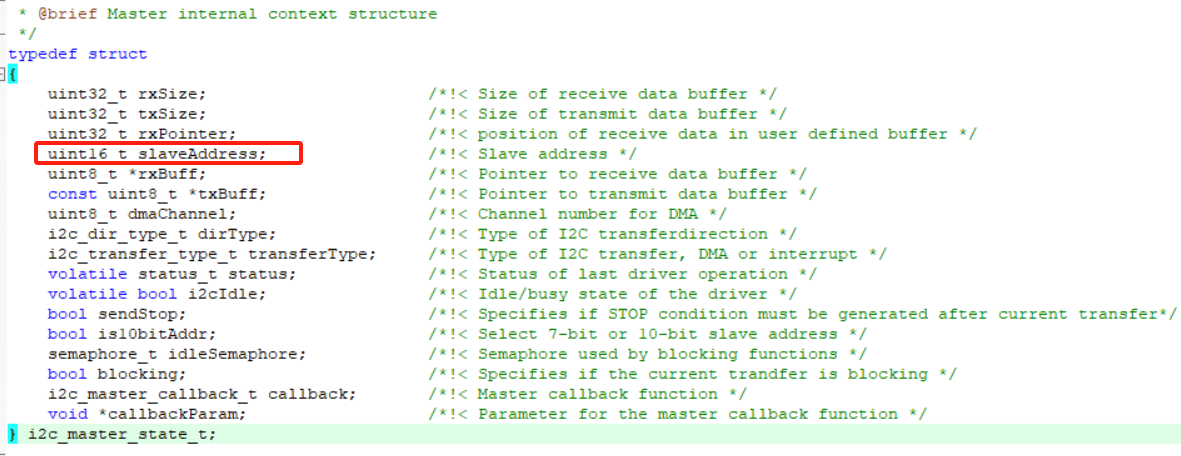 * @brief Master internal context structure
*/
typedef struct
{
uint32_t rxSize; /*!< Size of receive data buffer */
uint32_t txSize; /*!< Size of transmit data buffer */
uint32_t rxPointer; /*!< position of receive data in user defined buffer */
uint16_t slaveAddress; /*!< Slave address */
uint8_t *rxBuff; /*!< Pointer to receive data buffer */
const uint8_t *txBuff; /*!< Pointer to transmit data buffer */
uint8_t dmaChannel; /*!< Channel number for DMA */
i2c_dir_type_t dirType; /*!< Type of I2C transferdirection */
i2c_transfer_type_t transferType; /*!< Type of I2C transfer, DMA or interrupt */
volatile status_t status; /*!< Status of last driver operation */
volatile bool i2cIdle; /*!< Idle/busy state of the driver */
bool sendStop; /*!< Specifies if STOP condition must be generated after current transfer*/
bool is10bitAddr; /*!< Select 7-bit or 10-bit slave address */
semaphore_t idleSemaphore; /*!< Semaphore used by blocking functions */
bool blocking; /*!< Specifies if the current trandfer is blocking */
i2c_master_callback_t callback; /*!< Master callback function */
void *callbackParam; /*!< Parameter for the master callback function */
} i2c_master_state_t;